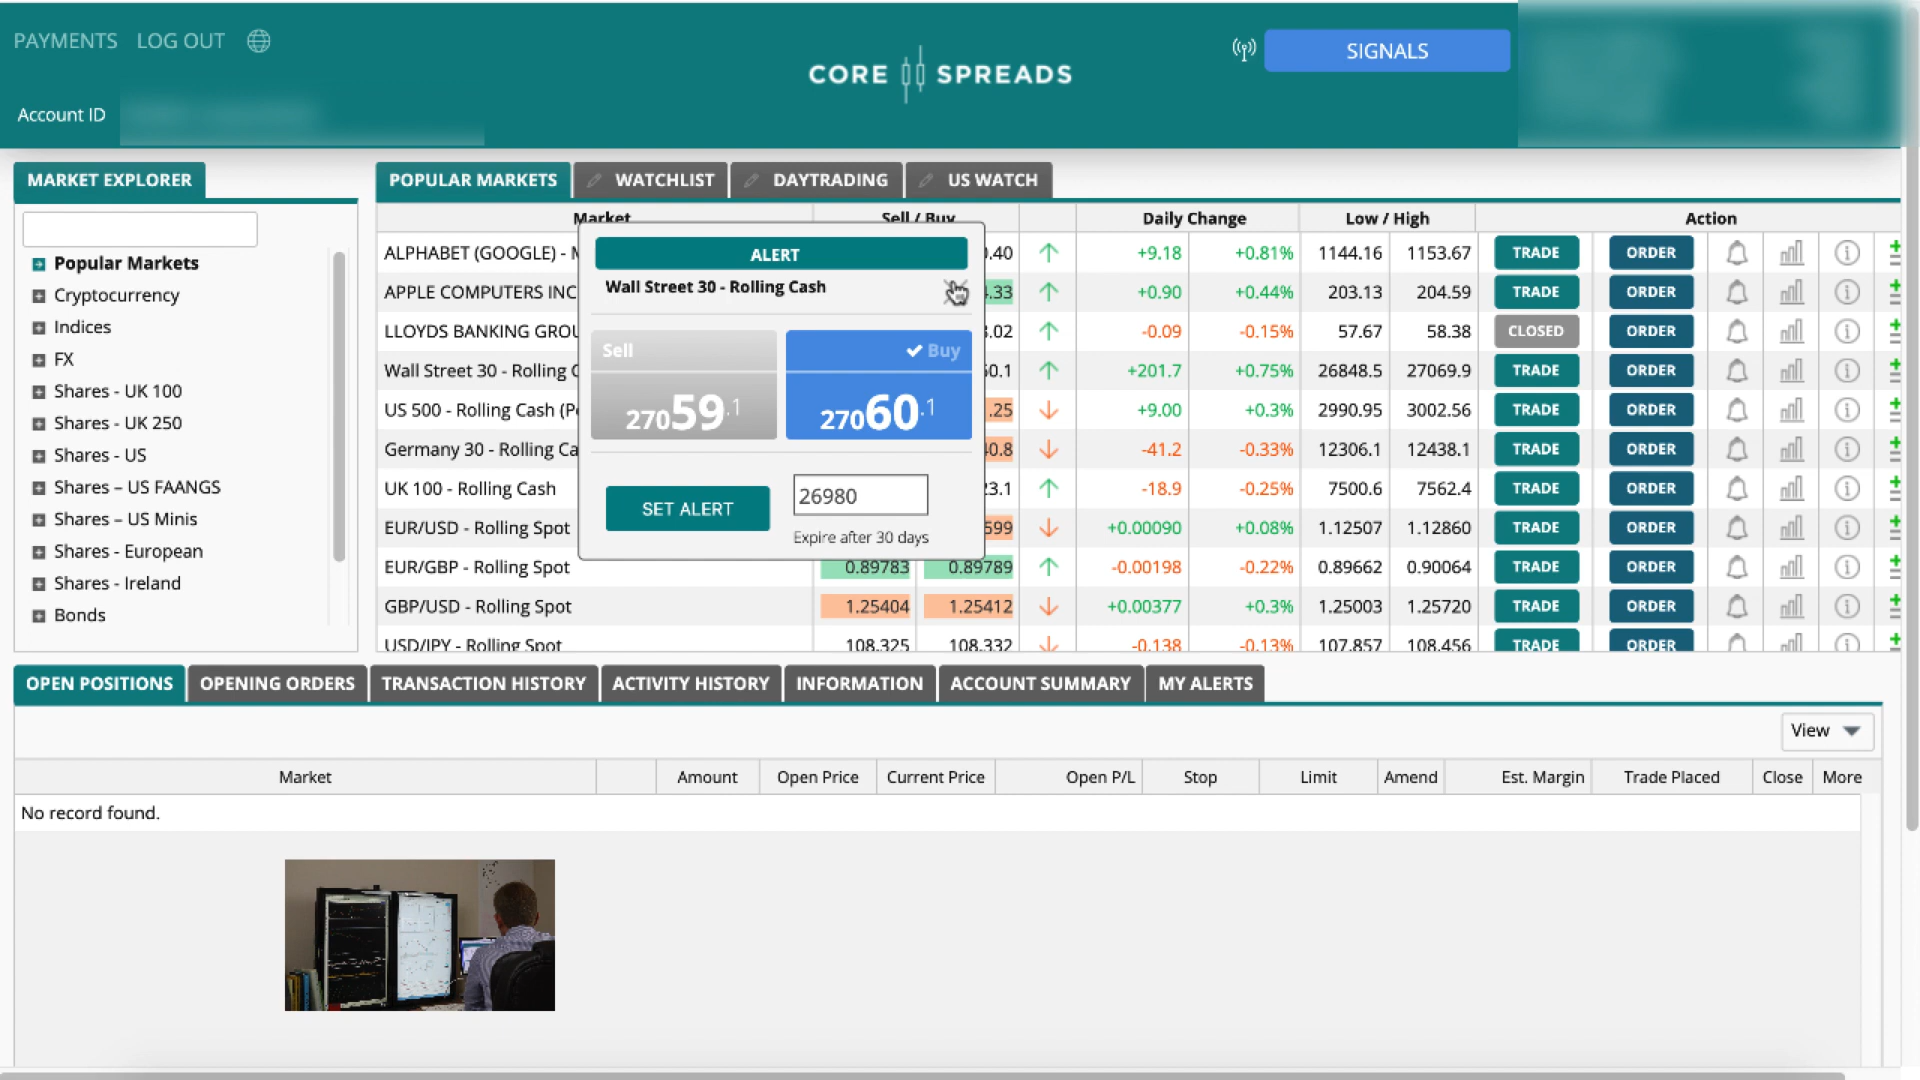 PAYMENTS LOG OUT
SIGNALS
CORE SPREADS
Account ID
MARKET EXPLORER
Popular Markets
Cryptocurrency
Indices
FX
Shares - UK 100
Shares - UK 250
Shares - US
Shares – US FAANGS
Shares – US Minis
Shares - European
Shares - Ireland
Bonds
POPULAR MARKETS WATCHLIST DAYTRADING US WATCH
Market Sell / Buy Daily Change Low / High Action
ALPHABET (GOOGLE) - .40 +9.18 +0.81% 1144.16 1153.67 TRADE ORDER
APPLE COMPUTERS INC .33 +0.90 +0.44% 203.13 204.59 TRADE ORDER
LLOYDS BANKING .02 -0.09 -0.15% 57.67 58.38 CLOSED ORDER
Wall Street 30 - Rolling 0.1 +201.7 +0.75% 26848.5 27069.9 TRADE ORDER
US 500 - Rolling Cash .25 +9.00 +0.3% 2990.95 3002.56 TRADE ORDER
Germany 30 - Rolling 0.8 -41.2 -0.33% 12306.1 12438.1 TRADE ORDER
UK 100 - Rolling Cash 3.1 -18.9 -0.25% 7500.6 7562.4 TRADE ORDER
EUR/USD - Rolling Spot 599 +0.00090 +0.08% 1.12507 1.12860 TRADE ORDER
EUR/GBP - Rolling Spot 0.89783 0.89789 -0.00198 -0.22% 0.89662 0.90064 TRADE ORDER
GBP/USD - Rolling Spot 1.25404 1.25412 +0.00377 +0.3% 1.25003 1.25720 TRADE ORDER
USD/JPY - Rolling Spot 108.325 108.332 -0.138 -0.13% 107.857 108.456 TRADE ORDER
ALERT
Wall Street 30 - Rolling Cash
Sell Buy
27059.1 27060.1
SET ALERT 26980
Expire after 30 days
OPEN POSITIONS OPENING ORDERS TRANSACTION HISTORY ACTIVITY HISTORY INFORMATION ACCOUNT SUMMARY MY ALERTS
View
Market Amount Open Price Current Price Open P/L Stop Limit Amend Est. Margin Trade Placed Close More
No record found.